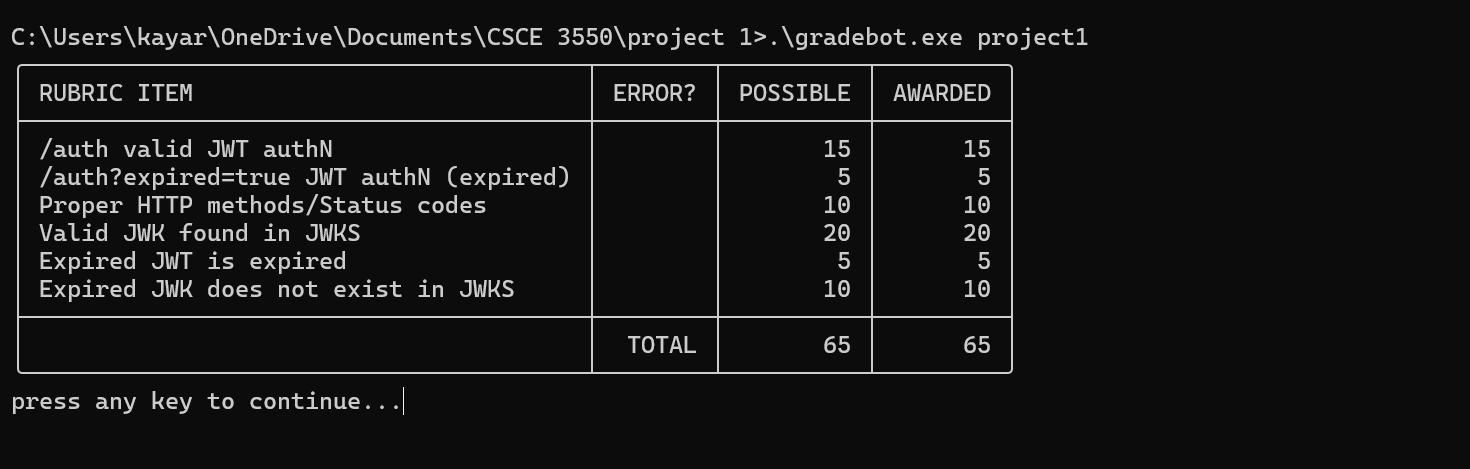 C:\Users\kayar\OneDrive\Documents\CSCE 3550\project 1>.\gradebot.exe project1
RUBRIC ITEM ERROR? POSSIBLE AWARDED
/auth valid JWT authN 15 15
/auth?expired=true JWT authN (expired) 5 5
Proper HTTP methods/Status codes 10 10
Valid JWK found in JWKS 20 20
Expired JWT is expired 5 5
Expired JWK does not exist in JWKS 10 10
TOTAL 65 65
press any key to continue...